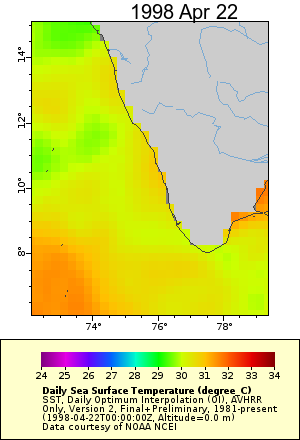 1998 Apr 22
14°
12°
10°
8°
74°
76°
78°
24 25 26 27 28 29 30 31 32 33 34
Daily Sea Surface Temperature (degree_C)
SST, Daily Optimum Interpolation (OI), AVHRR
Only, Version 2, Final+Preliminary, 1981-present
(1998-04-22T00:00:00Z, Altitude=0.0 m)
Data courtesy of NOAA NCEI